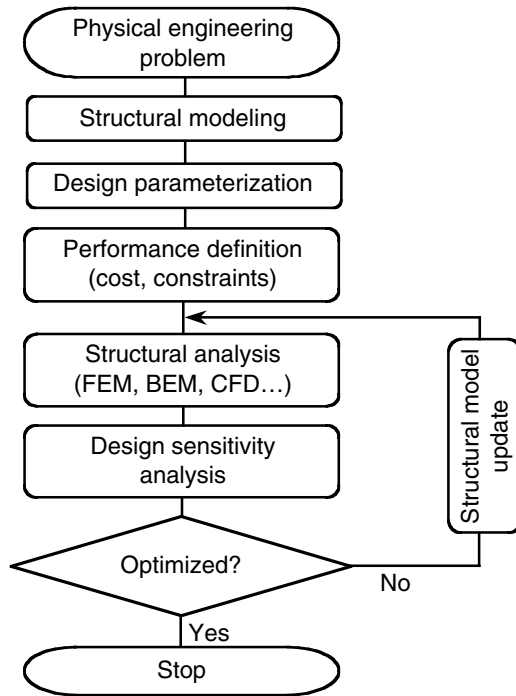 Physical engineering
problem
Structural modeling
Design parameterization
Performance definition
(cost, constraints)
Structural analysis
(FEM, BEM, CFD…)
Design sensitivity
analysis
Structural model
update
Optimized?
No
Yes
Stop